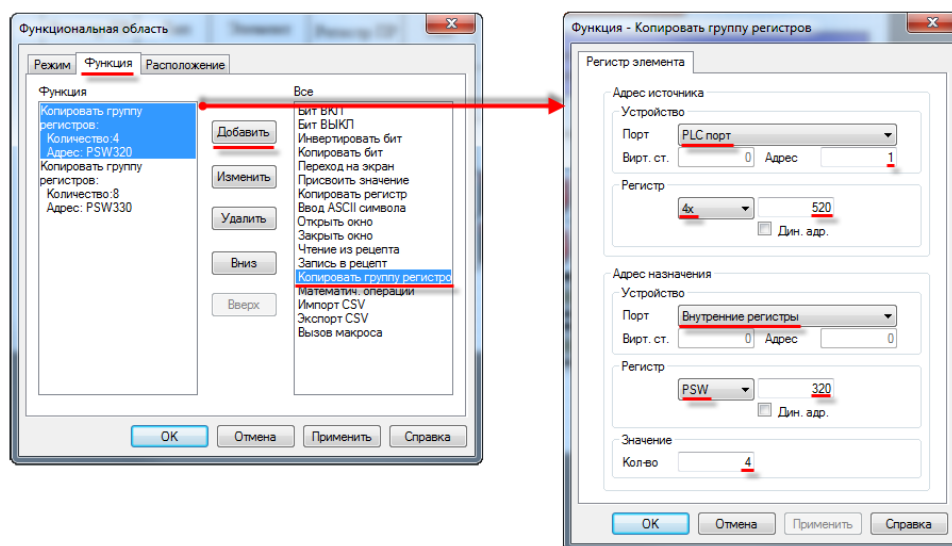 Функциональная область
Режим
Функция
Расположение
Функция
Копировать группу
регистров:
Количество:4
Адрес: PSW320
Копировать группу
регистров:
Количество:8
Адрес: PSW330
Добавить
Изменить
Удалить
Вниз
Вверх
Все
Бит ВКП
Бит ВЫКП
Инвертировать бит
Копировать бит
Переход на экран
Присвоить значение
Копировать регистр
Ввод ASCII символа
Открыть окно
Закрыть окно
Чтение из рецепта
Запись в рецепт
Копировать группу регистро
Математич. операции
Импорт CSV
Экспорт CSV
Вызов макроса
OK
Отмена
Применить
Справка
Функция - Копировать группу регистров
Регистр элемента
Адрес источника
Устройство
Порт PLC порт
Вирт. ст. 0 Адрес 1
Регистр
4x 520
Дин. адр.
Адрес назначения
Устройство
Порт Внутренние регистры
Вирт. ст. 0 Адрес 0
Регистр
PSW 320
Дин. адр.
Значение
Кол-во 4
OK
Отмена
Применить
Справка